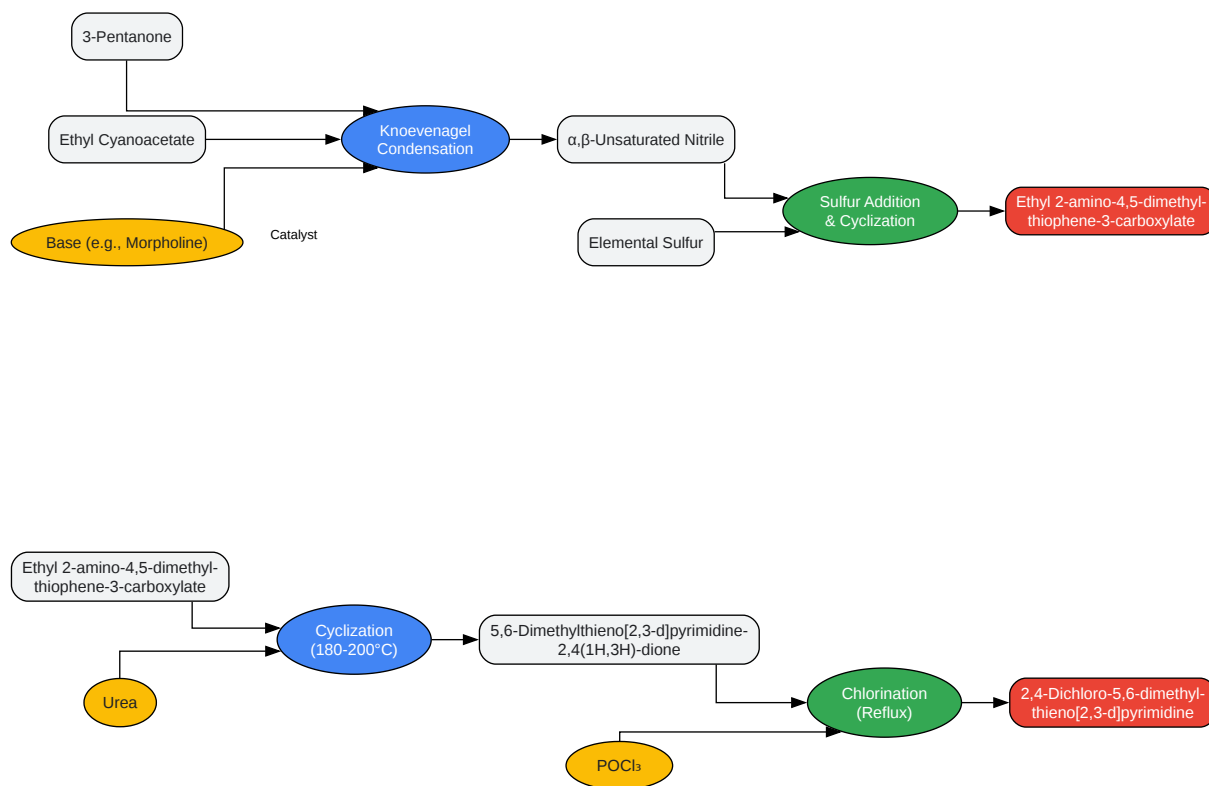 3-Pentanone
Ethyl Cyanoacetate
Base (e.g., Morpholine)
Catalyst
Knoevenagel
Condensation
α,β-Unsaturated Nitrile
Elemental Sulfur
Sulfur Addition
& Cyclization
Ethyl 2-amino-4,5-dimethyl-
thiophene-3-carboxylate
Ethyl 2-amino-4,5-dimethyl-
thiophene-3-carboxylate
Urea
Cyclization
(180-200°C)
5,6-Dimethylthieno[2,3-d]pyrimidine-
2,4(1H,3H)-dione
POCl₃
Chlorination
(Reflux)
2,4-Dichloro-5,6-dimethyl-
thieno[2,3-d]pyrimidine